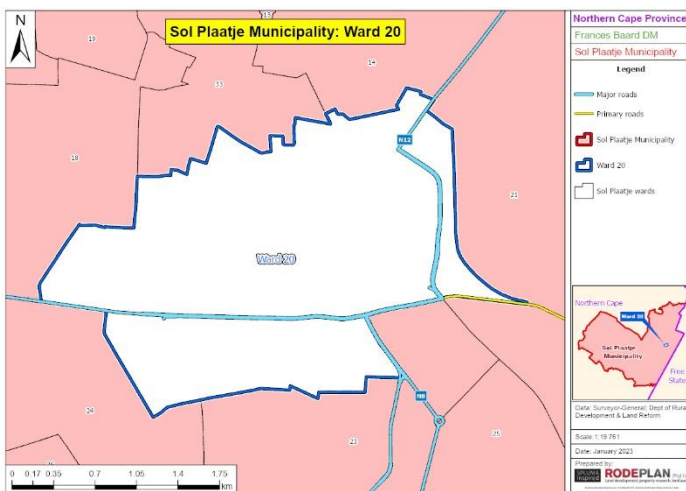 N
Sol Plaatje Municipality: Ward 20
13
19
14
33
18
N12
21
Ward 20
24
23
N8
25
0 0.17 0.35 0.7 1.05 1.4 1.75
km
Northern Cape Province
Frances Baard DM
Sol Plaatje Municipality
Legend
Major roads
Primary roads
Sol Plaatje Municipality
Ward 20
Sol Plaatje wards
Northern Cape
Ward 20
Sol Plaatje
Municipality
Free
State
Data: Surveyor-General; Dept of Rural
Development & Land Reform
Scale: 1:19 761
Date: January 2023
Prepared by:
SPLUMA
Inspired
RODEPLAN